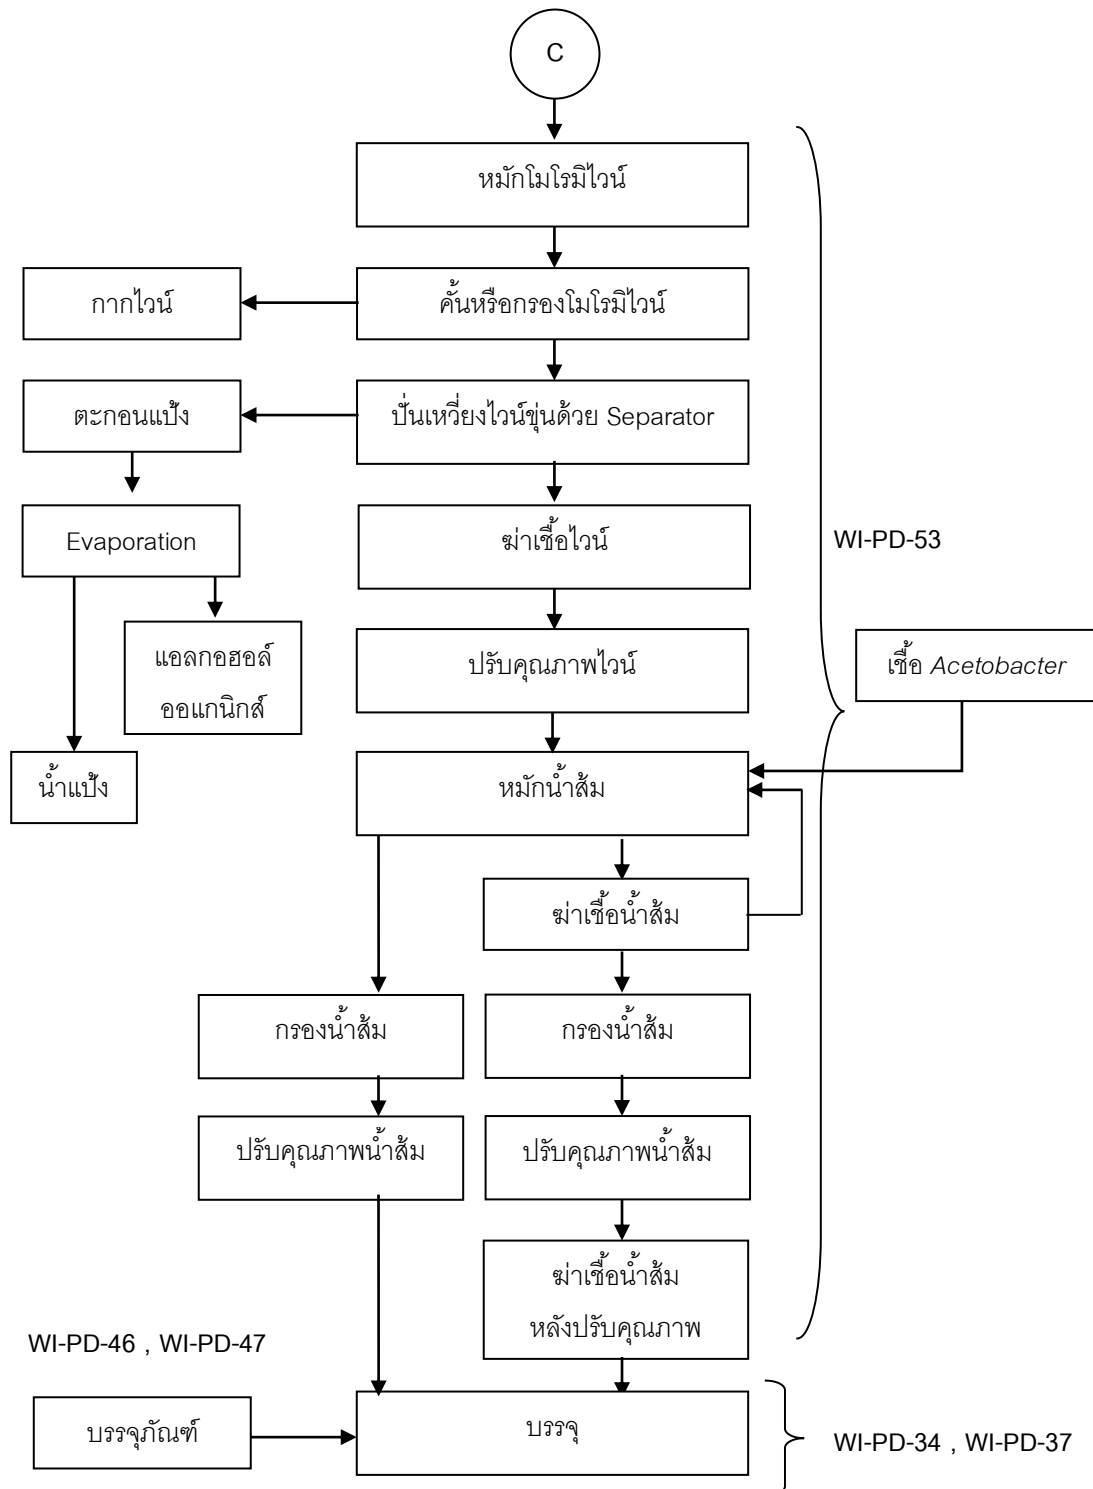 C
หมักโมโรมิไวน์
กากไวน์
คั้นหรือกรองโมโรมิไวน์
ตะกอนแป้ง
ปั่นเหวี่ยงไวน์ขุ่นด้วย Separator
Evaporation
ฆ่าเชื้อไวน์
WI-PD-53
แอลกอฮอล์
ออแกนิกส์
ปรับคุณภาพไวน์
เชื้อ Acetobacter
น้ำแป้ง
หมักน้ำส้ม
ฆ่าเชื้อน้ำส้ม
กรองน้ำส้ม
กรองน้ำส้ม
ปรับคุณภาพน้ำส้ม
ปรับคุณภาพน้ำส้ม
ฆ่าเชื้อน้ำส้ม
หลังปรับคุณภาพ
WI-PD-46 , WI-PD-47
บรรจุภัณฑ์
บรรจุ
WI-PD-34 , WI-PD-37